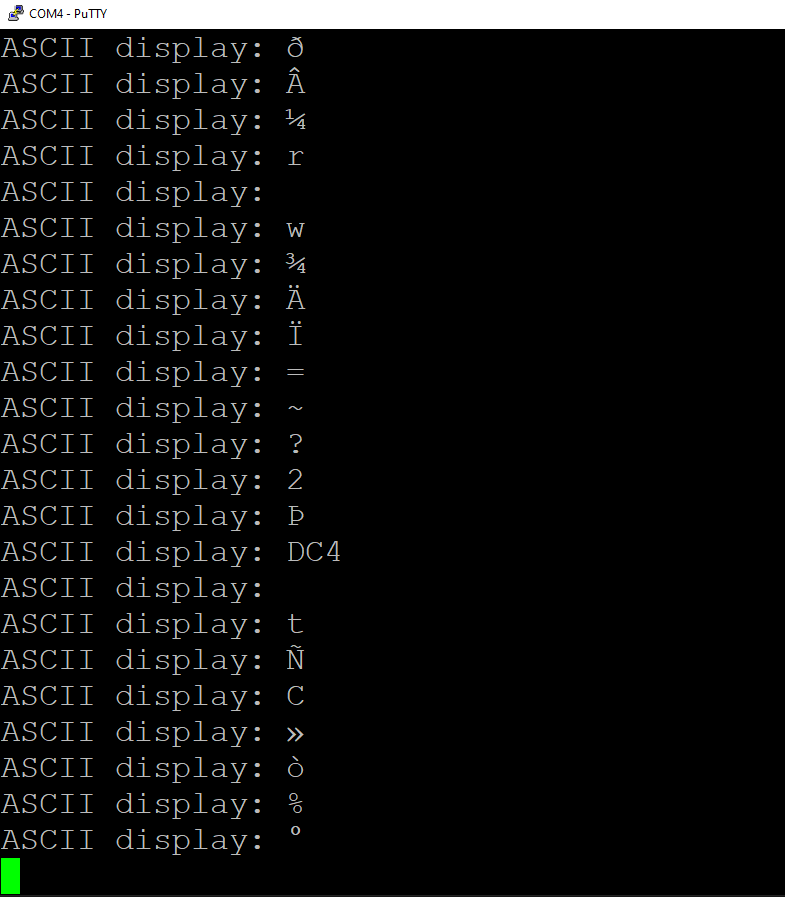 COM4 - PuTTY
ASCII display: ð
ASCII display: Â
ASCII display: ¼
ASCII display: r
ASCII display:
ASCII display: w
ASCII display: ¾
ASCII display: Ä
ASCII display: Ï
ASCII display: =
ASCII display: ~
ASCII display: ?
ASCII display: 2
ASCII display: Þ
ASCII display: DC4
ASCII display:
ASCII display: t
ASCII display: Ñ
ASCII display: C
ASCII display: »
ASCII display: ò
ASCII display: %
ASCII display: º